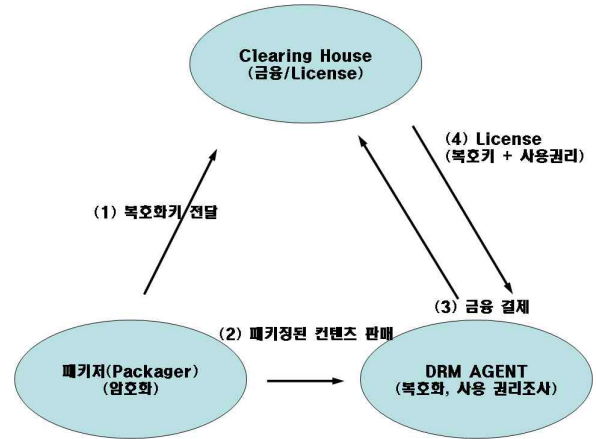 Clearing House
(금융/License)
(4) License
(복호키 + 사용권리)
(1) 복호화키 전달
(3) 금융 결제
(2) 패키징된 컨텐츠 판매
패키저(Packager)
(암호화)
DRM AGENT
(복호화, 사용 권리조사)